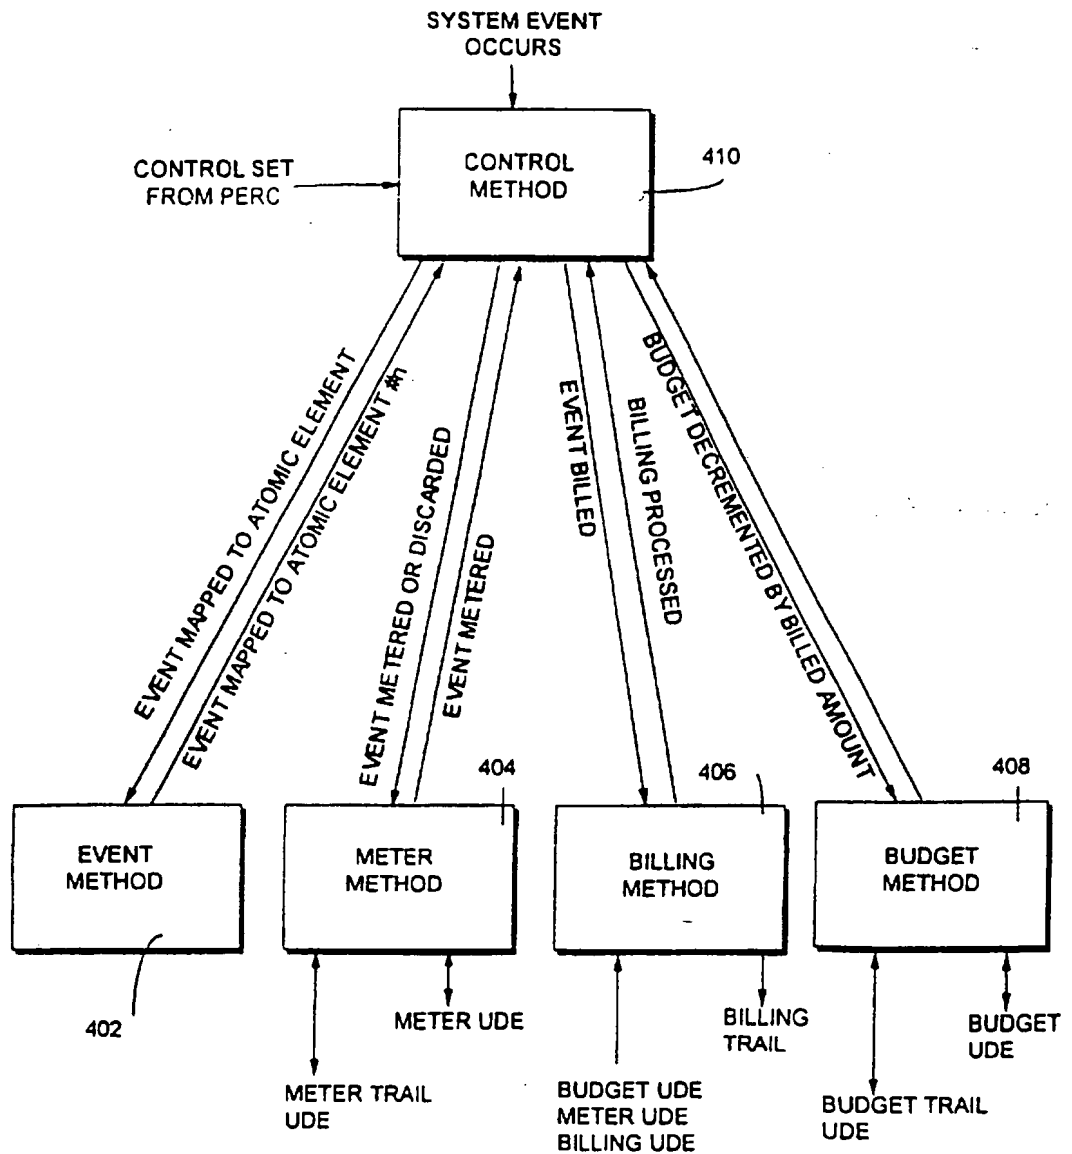 SYSTEM EVENT
OCCURS
CONTROL SET
FROM PERC
CONTROL
METHOD
410
EVENT MAPPED TO ATOMIC ELEMENT
EVENT MAPPED TO ATOMIC ELEMENT #n
EVENT METERED OR DISCARDED
EVENT METERED
EVENT BILLED
BILLING PROCESSED
BUDGET DECREMENTED BY BILLED AMOUNT
404
406
408
EVENT
METHOD
METER
METHOD
BILLING
METHOD
BUDGET
METHOD
402
METER UDE
METER TRAIL
UDE
BUDGET UDE
METER UDE
BILLING UDE
BILLING
TRAIL
BUDGET TRAIL
UDE
BUDGET
UDE